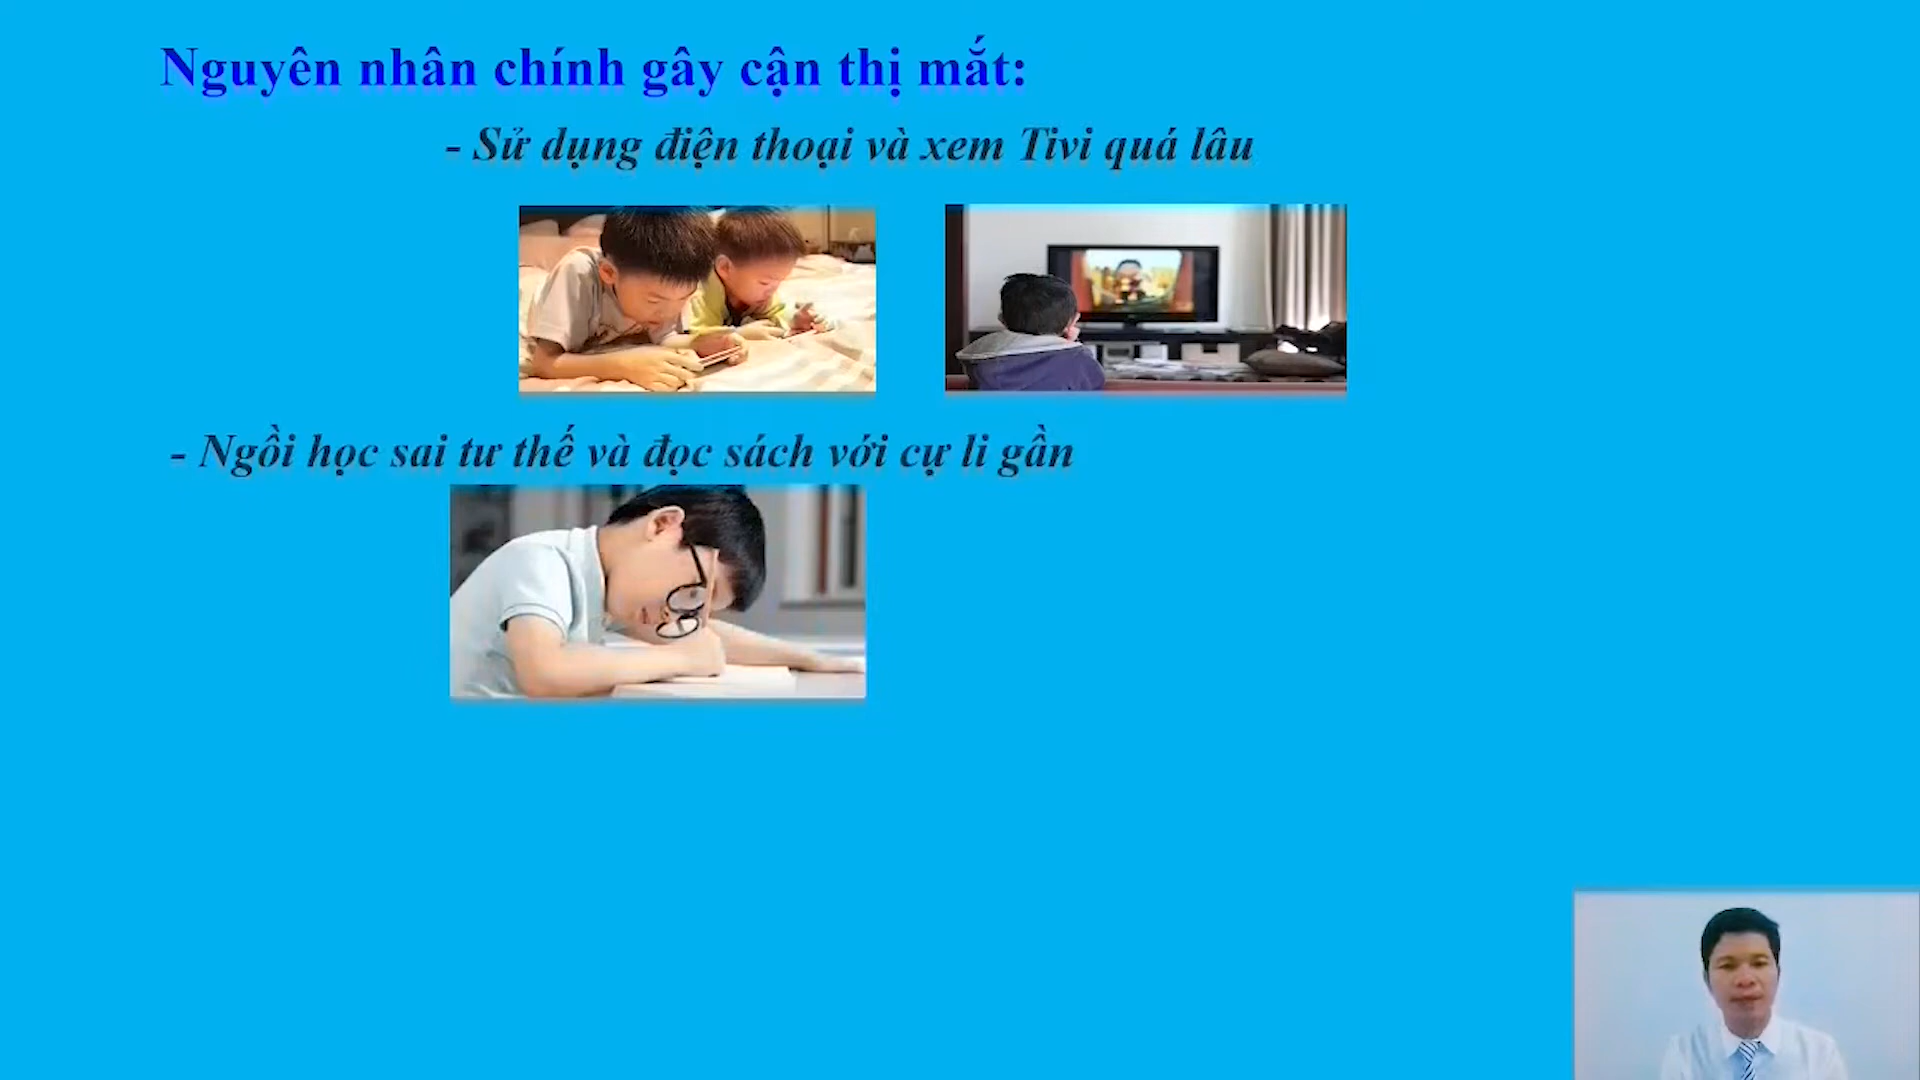 Nguyên nhân chính gây cận thị mắt:
- Sử dụng điện thoại và xem Tivi quá lâu
- Ngồi học sai tư thế và đọc sách với cự li gần